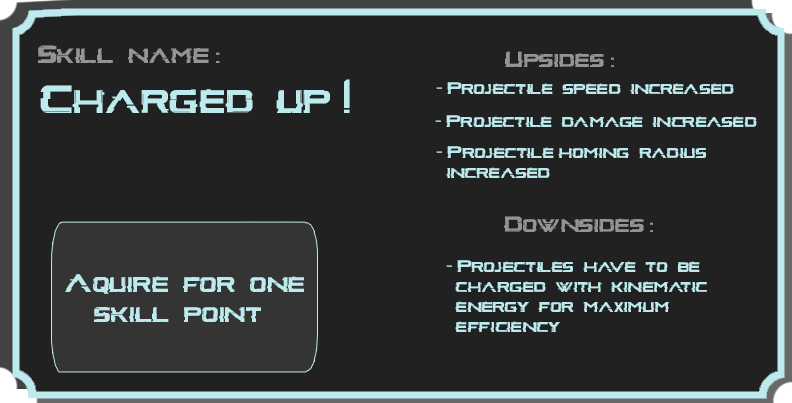 Skill name:
Charged up!
Aquire for one
skill point
Upsides:
- Projectile speed increased
- Projectile damage increased
- Projectile homing radius
increased
Downsides:
- Projectiles have to be
charged with kinematic
energy for maximum
efficiency